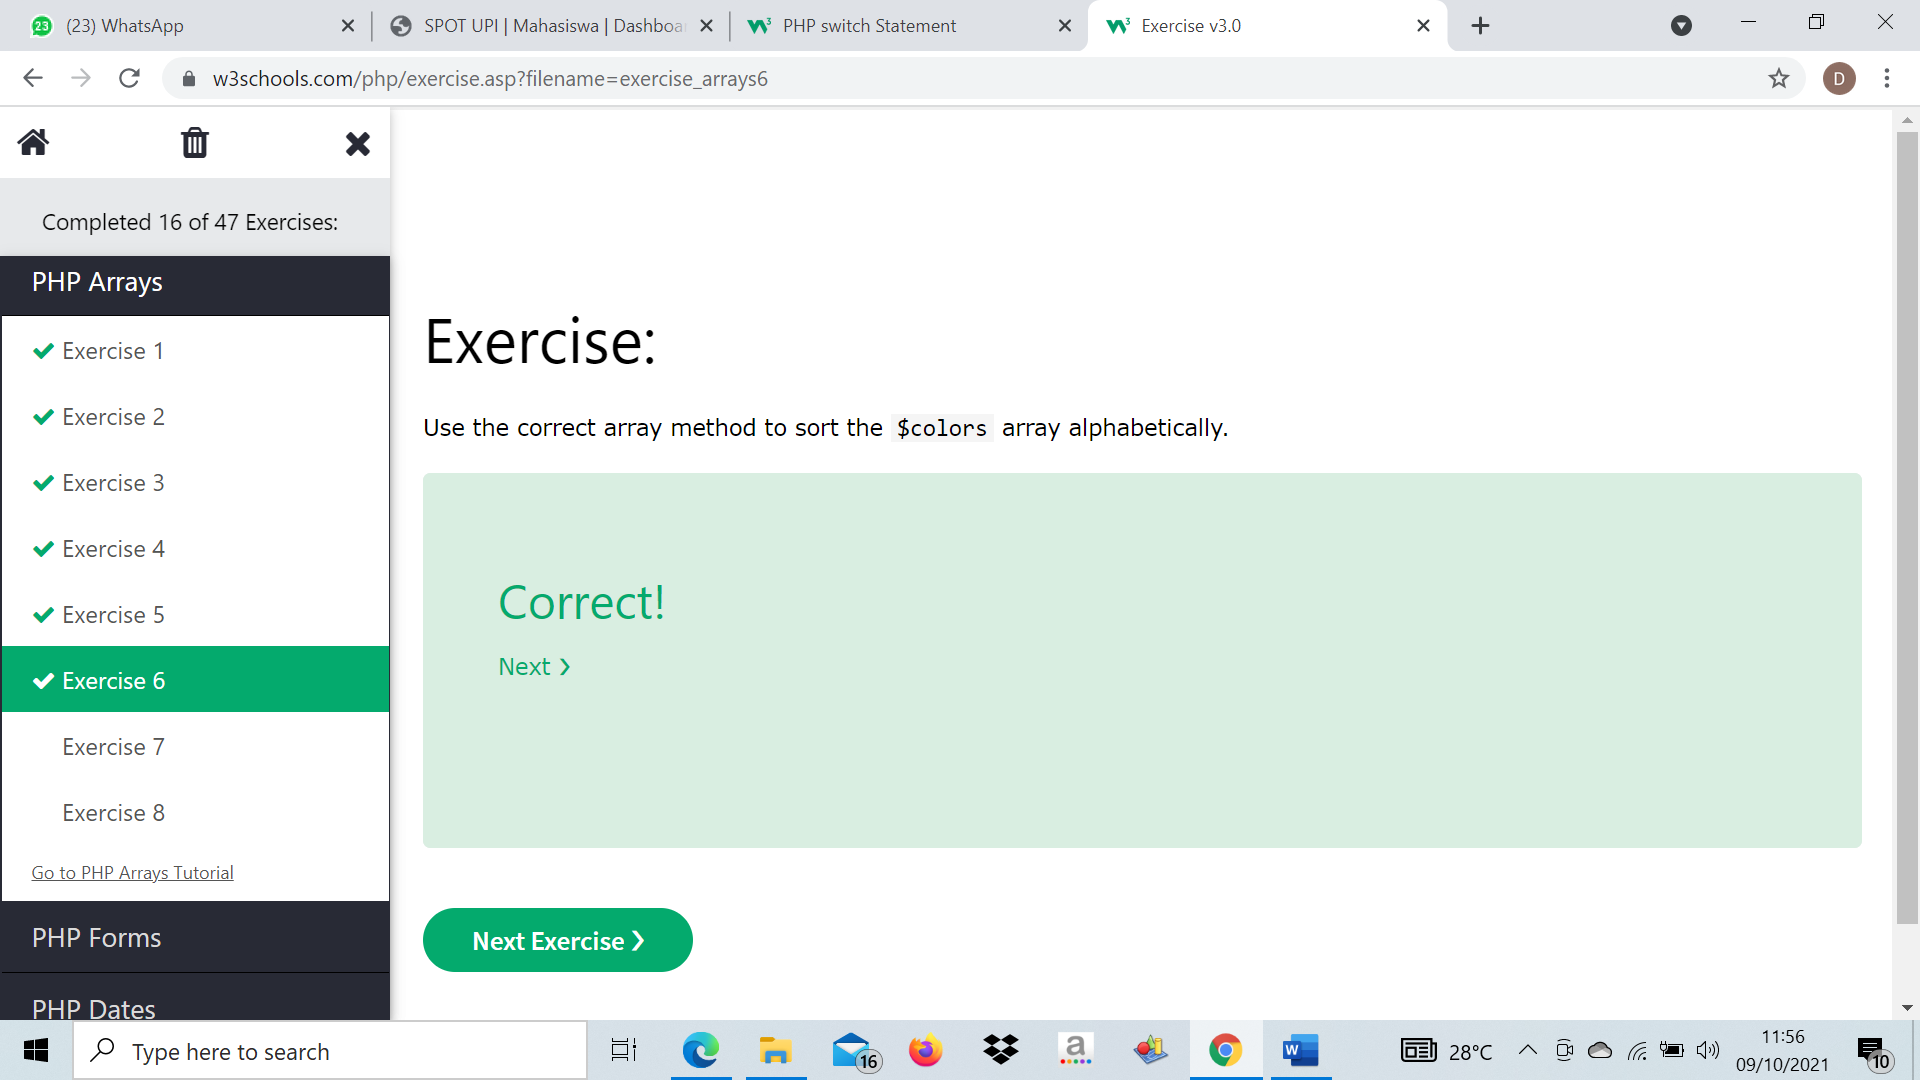 23
(23) WhatsApp
SPOT UPI | Mahasiswa | Dashboa
PHP switch Statement
Exercise v3.0
w3schools.com/php/exercise.asp?filename=exercise_arrays6
D
Completed 16 of 47 Exercises:
PHP Arrays
Exercise 1
Exercise 2
Exercise 3
Exercise 4
Exercise 5
Exercise 6
Exercise 7
Exercise 8
Go to PHP Arrays Tutorial
PHP Forms
PHP Dates
Exercise:
Use the correct array method to sort the $colors array alphabetically.
Correct!
Next ❯
Next Exercise ❯
Type here to search
16
a
W
28°C
11:56
09/10/2021
10